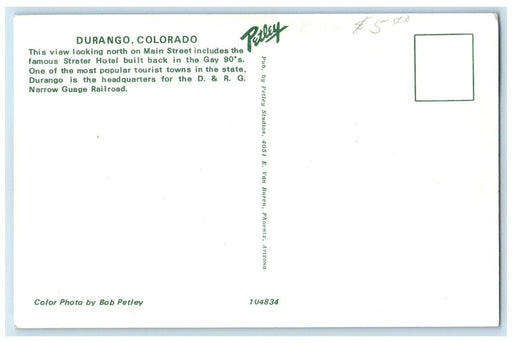 DURANGO, COLORADO
This view looking north on Main Street includes the
famous Strater Hotel built back in the Gay 90's.
One of the most popular tourist towns in the state,
Durango is the headquarters for the D. & R. G.
Narrow Guage Railroad.
Petley
$5.00
Pub. by Petley Studios, 4051 E. Van Buren, Phoenix, Arizona
Color Photo by Bob Petley
104834